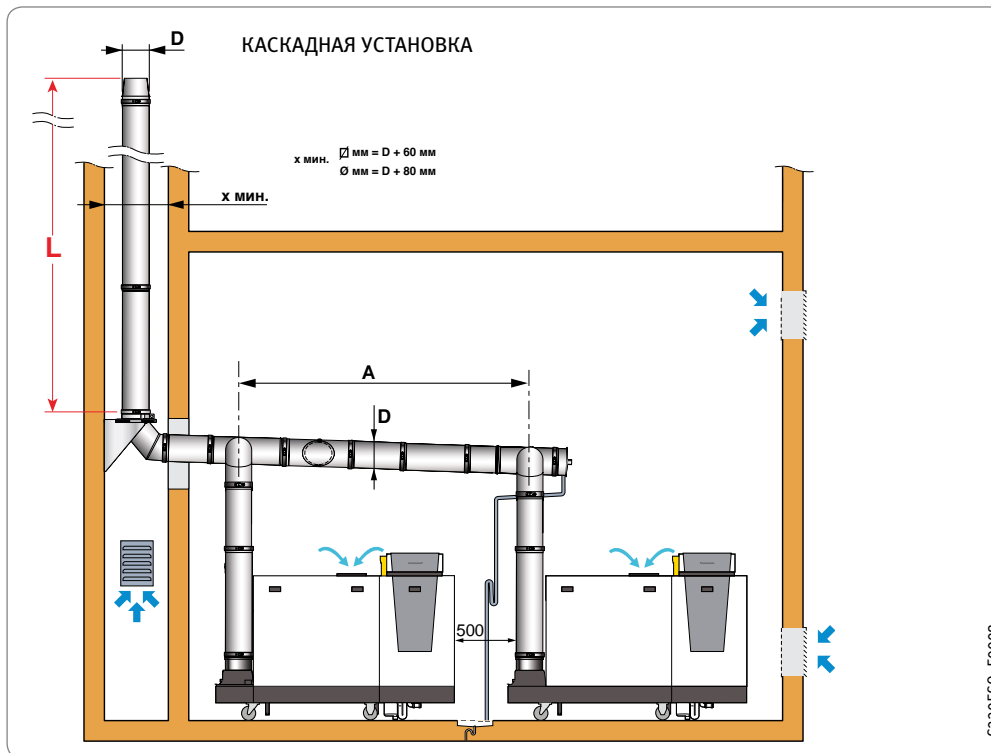 D
КАСКАДНАЯ УСТАНОВКА
x мин.
мм = D + 60 мм
Ø мм = D + 80 мм
x мин.
L
A
D
500